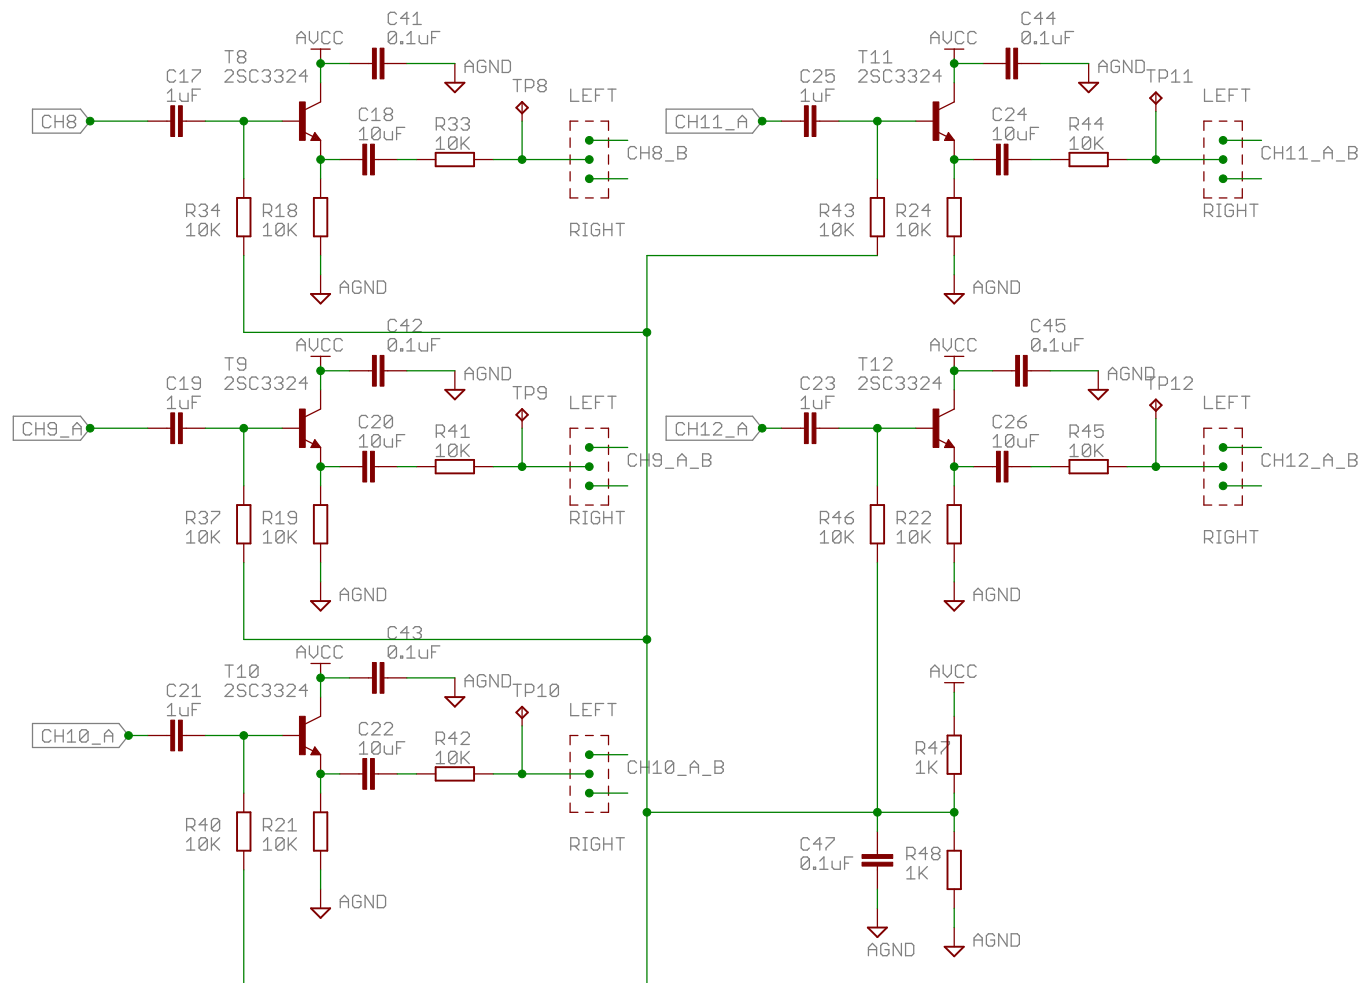 C41
0.1uF
AVCC
T8
2SC3324
AGND
C17
1uF
TP8
LEFT
CH8
C18
10uF
R33
10K
CH8_B
R34
10K
R18
10K
RIGHT
AGND
C44
0.1uF
AVCC
T11
2SC3324
AGND
TP11
C25
1uF
LEFT
CH11_A
C24
10uF
R44
10K
CH11_A_B
R43
10K
R24
10K
RIGHT
AGND
C42
0.1uF
AVCC
T9
2SC3324
AGND
C19
1uF
TP9
LEFT
CH9_A
C20
10uF
R41
10K
CH9_A_B
R37
10K
R19
10K
RIGHT
AGND
C45
0.1uF
AVCC
T12
2SC3324
AGND
TP12
C23
1uF
LEFT
CH12_A
C26
10uF
R45
10K
CH12_A_B
R46
10K
R22
10K
RIGHT
AGND
C43
0.1uF
AVCC
T10
2SC3324
AGND
TP10
C21
1uF
LEFT
CH10_A
C22
10uF
R42
10K
CH10_A_B
R40
10K
R21
10K
RIGHT
AGND
AVCC
R47
1K
C47
0.1uF
R48
1K
AGND
AGND